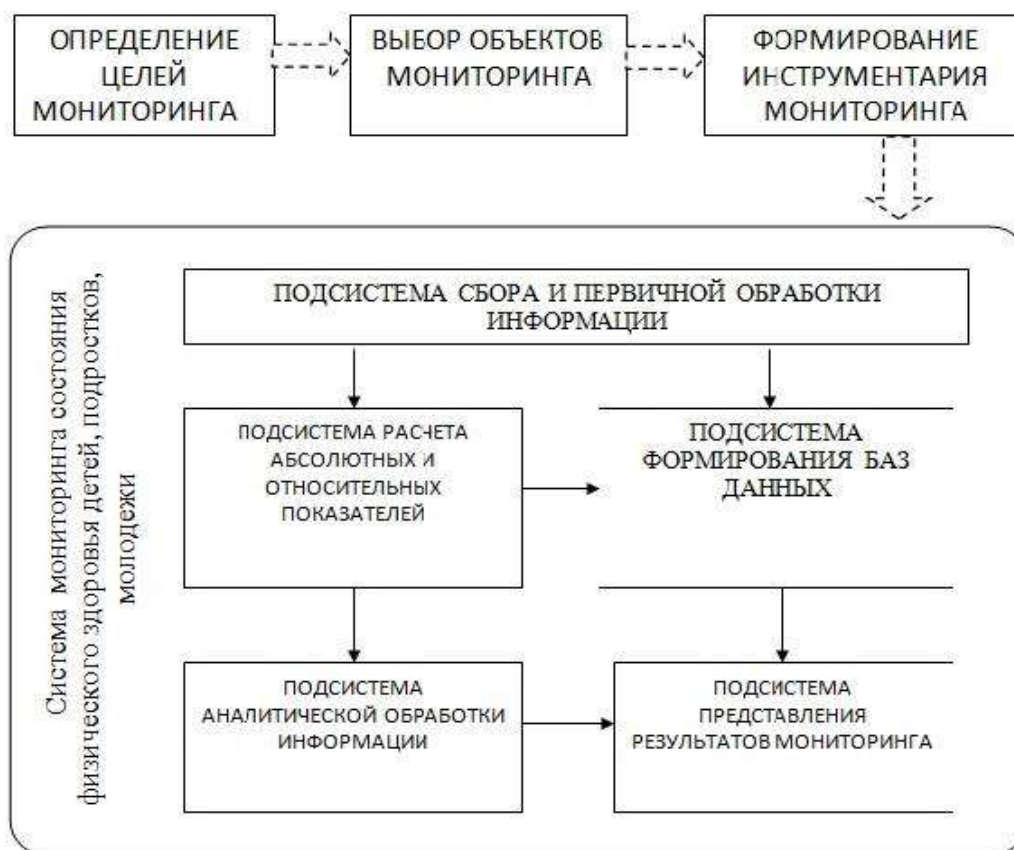 ОПРЕДЕЛЕНИЕ
ЦЕЛЕЙ
МОНИТОРИНГА
ВЫБОР ОБЪЕКТОВ
МОНИТОРИНГА
ФОРМИРОВАНИЕ
ИНСТРУМЕНТАРИЯ
МОНИТОРИНГА
Система мониторинга состояния
физического здоровья детей, подростков,
молодежи
ПОДСИСТЕМА СБОРА И ПЕРВИЧНОЙ ОБРАБОТКИ
ИНФОРМАЦИИ
ПОДСИСТЕМА РАСЧЕТА
АБСОЛЮТНЫХ И
ОТНОСИТЕЛЬНЫХ
ПОКАЗАТЕЛЕЙ
ПОДСИСТЕМА
ФОРМИРОВАНИЯ БАЗ
ДАННЫХ
ПОДСИСТЕМА
АНАЛИТИЧЕСКОЙ ОБРАБОТКИ
ИНФОРМАЦИИ
ПОДСИСТЕМА
ПРЕДСТАВЛЕНИЯ
РЕЗУЛЬТАТОВ МОНИТОРИНГА